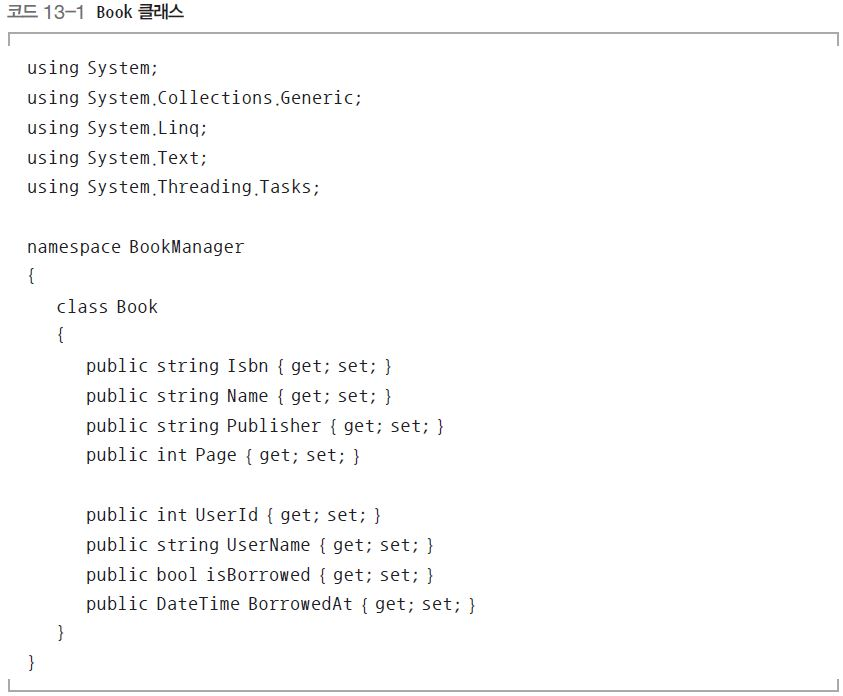 코드 13-1 Book 클래스
using System;
using System.Collections.Generic;
using System.Linq;
using System.Text;
using System.Threading.Tasks;
namespace BookManager
{
class Book
{
public string Isbn { get; set; }
public string Name { get; set; }
public string Publisher { get; set; }
public int Page { get; set; }
public int UserId { get; set; }
public string UserName { get; set; }
public bool isBorrowed { get; set; }
public DateTime BorrowedAt { get; set; }
}
}